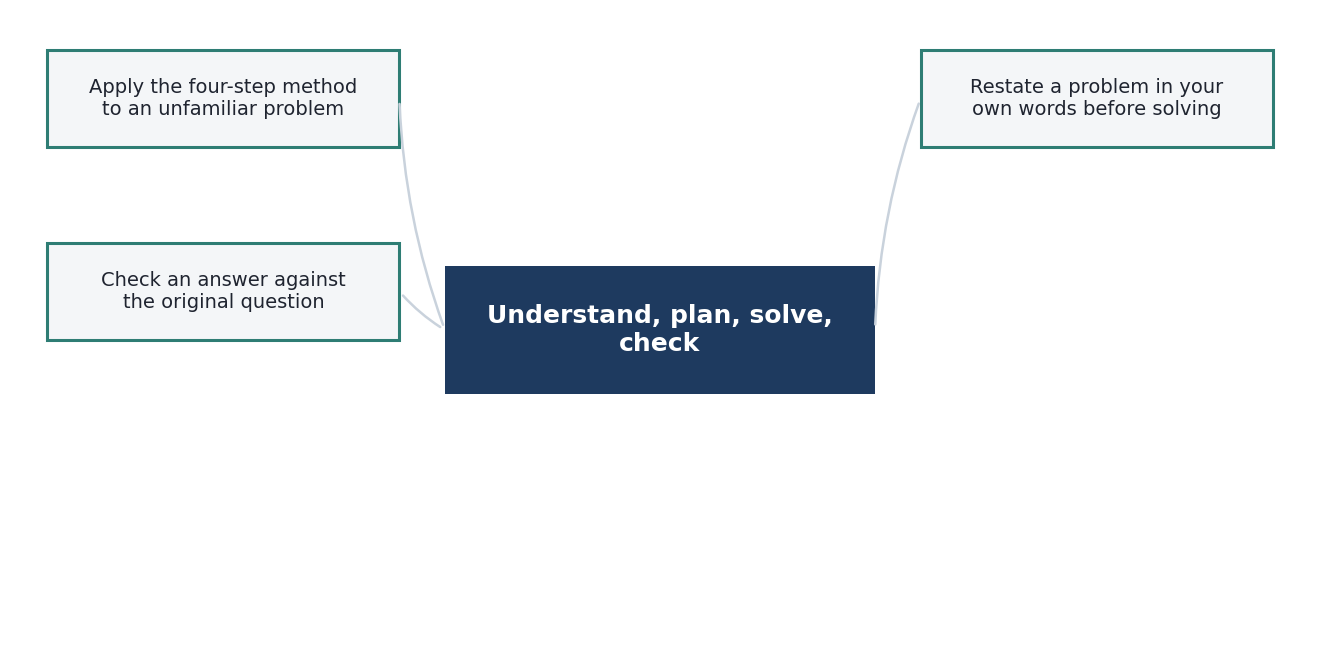 Apply the four-step method
to an unfamiliar problem
Restate a problem in your
own words before solving
Check an answer against
the original question
Understand, plan, solve,
check